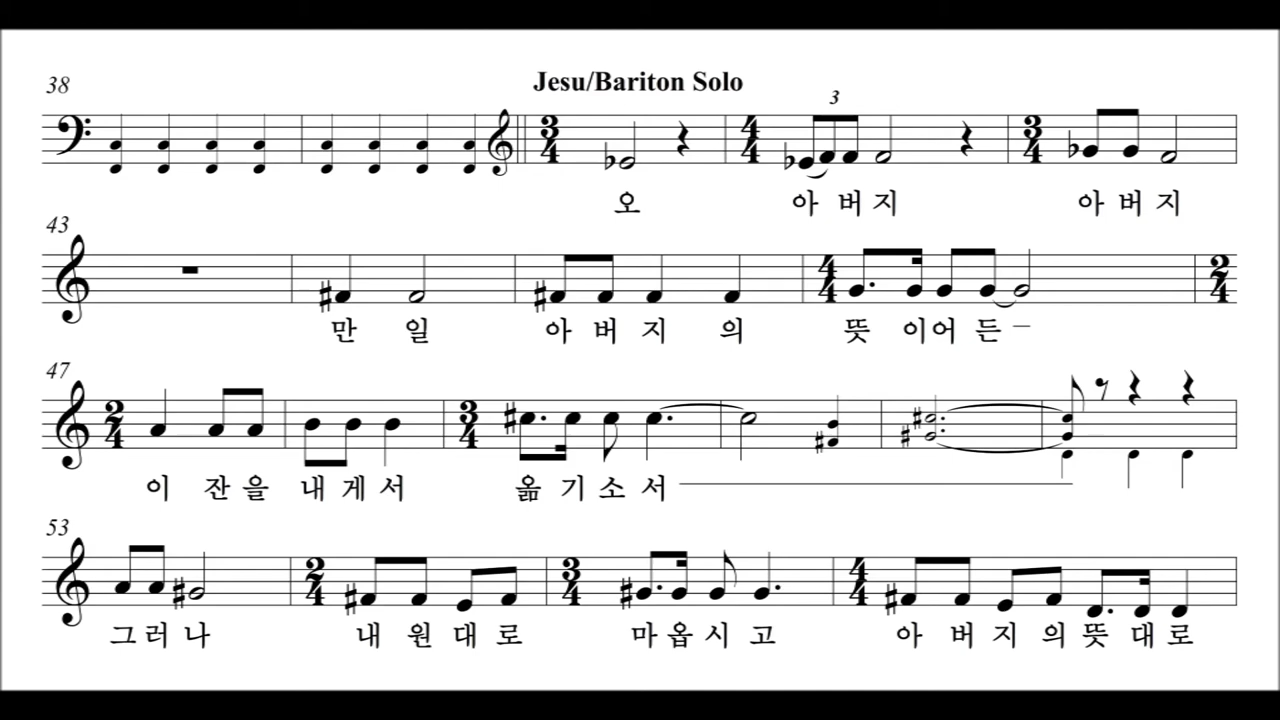 38
Jesu/Bariton Solo
3
오 아 버 지 아 버 지
43
만 일 아 버 지 의 뜻 이 어 든
47
이 잔 을 내 게 서 옮 기 소 서
53
그 러 나 내 원 대 로 마 옵 시 고 아 버 지 의 뜻 대 로